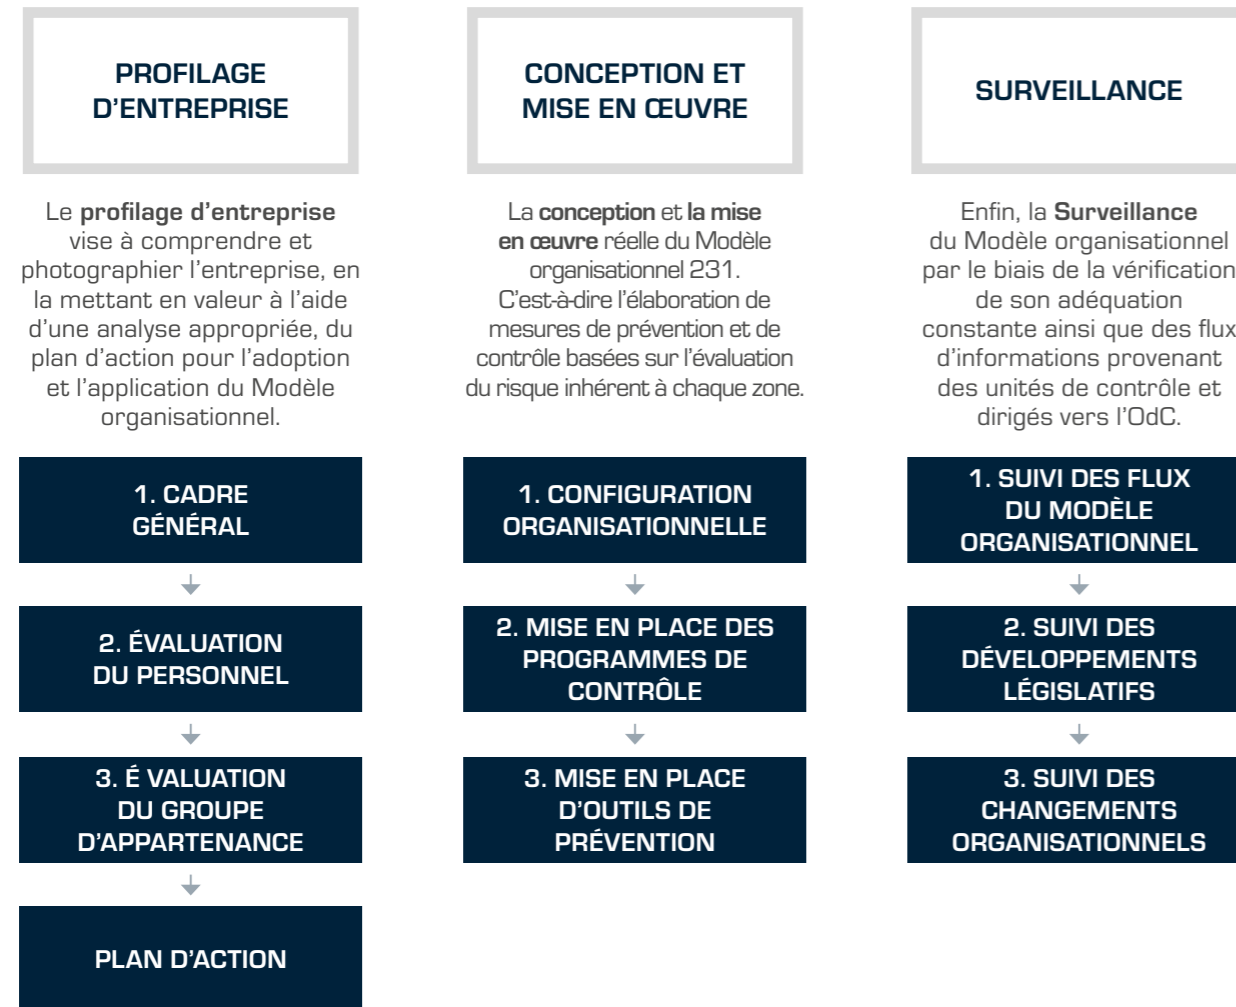 PROFILAGE
D’ENTREPRISE
Le profilage d’entreprise
vise à comprendre et
photographier l’entreprise, en
la mettant en valeur à l’aide
d’une analyse appropriée, du
plan d’action pour l’adoption
et l’application du Modèle
organisationnel.
1. CADRE
GÉNÉRAL
2. ÉVALUATION
DU PERSONNEL
3. É VALUATION
DU GROUPE
D’APPARTENANCE
PLAN D’ACTION
CONCEPTION ET
MISE EN ŒUVRE
La conception et la mise
en œuvre réelle du Modèle
organisationnel 231.
C’est-à-dire l’élaboration de
mesures de prévention et de
contrôle basées sur l’évaluation
du risque inhérent à chaque zone.
1. CONFIGURATION
ORGANISATIONNELLE
2. MISE EN PLACE DES
PROGRAMMES DE
CONTRÔLE
3. MISE EN PLACE
D’OUTILS DE
PRÉVENTION
SURVEILLANCE
Enfin, la Surveillance
du Modèle organisationnel
par le biais de la vérification
de son adéquation
constante ainsi que des flux
d’informations provenant
des unités de contrôle et
dirigés vers l’OdC.
1. SUIVI DES FLUX
DU MODÈLE
ORGANISATIONNEL
2. SUIVI DES
DÉVELOPPEMENTS
LÉGISLATIFS
3. SUIVI DES
CHANGEMENTS
ORGANISATIONNELS